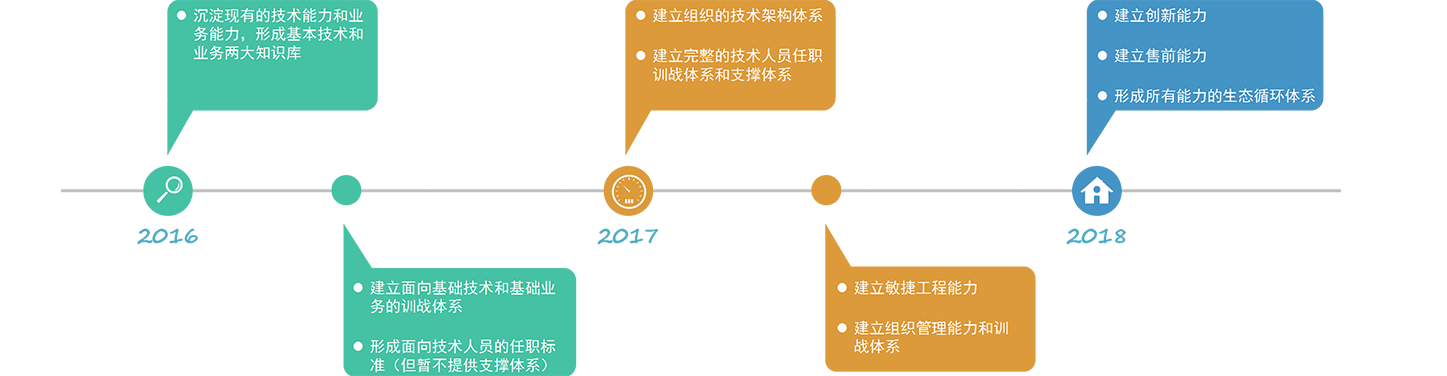 沉淀现有的技术能力和业
务能力，形成基本技术和
业务两大知识库
建立组织的技术架构体系
建立完整的技术人员任职
训战体系和支撑体系
建立创新能力
建立售前能力
形成所有能力的生态循环体系
2016
2017
2018
建立面向基础技术和基础业
务的训战体系
形成面向技术人员的任职标
准（但暂不提供支撑体系）
建立敏捷工程能力
建立组织管理能力和训
战体系